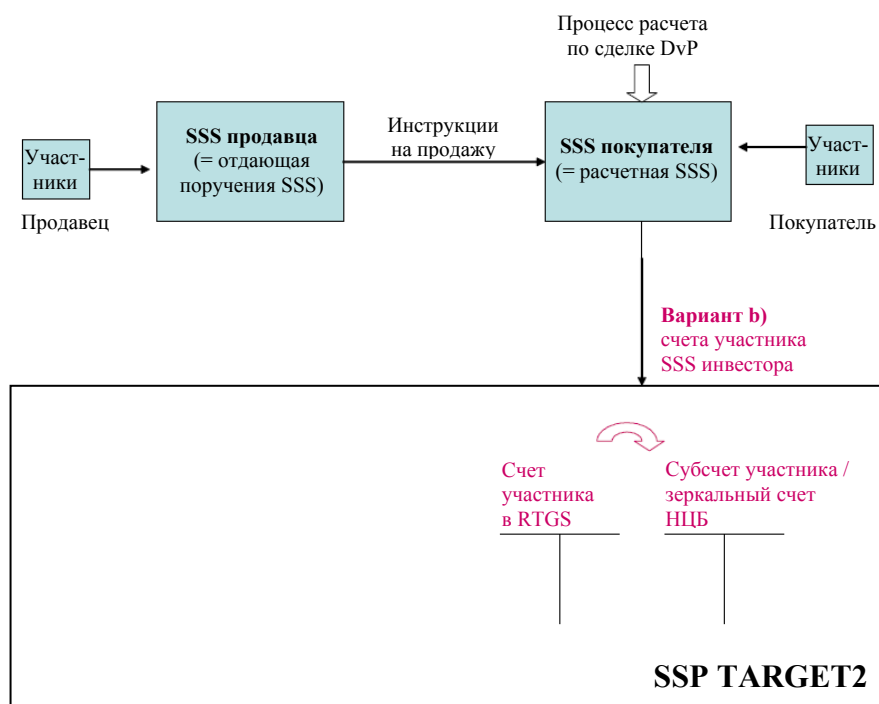 Процесс расчета
по сделке DvP
Участ-
ники
Продавец
SSS продавца
(= отдающая
поручения SSS)
Инструкции
на продажу
SSS покупателя
(= расчетная SSS)
Участ-
ники
Покупатель
Вариант b)
счета участника
SSS инвестора
Счет
участника
в RTGS
Субсчет участника /
зеркальный счет
НЦБ
SSP TARGET2